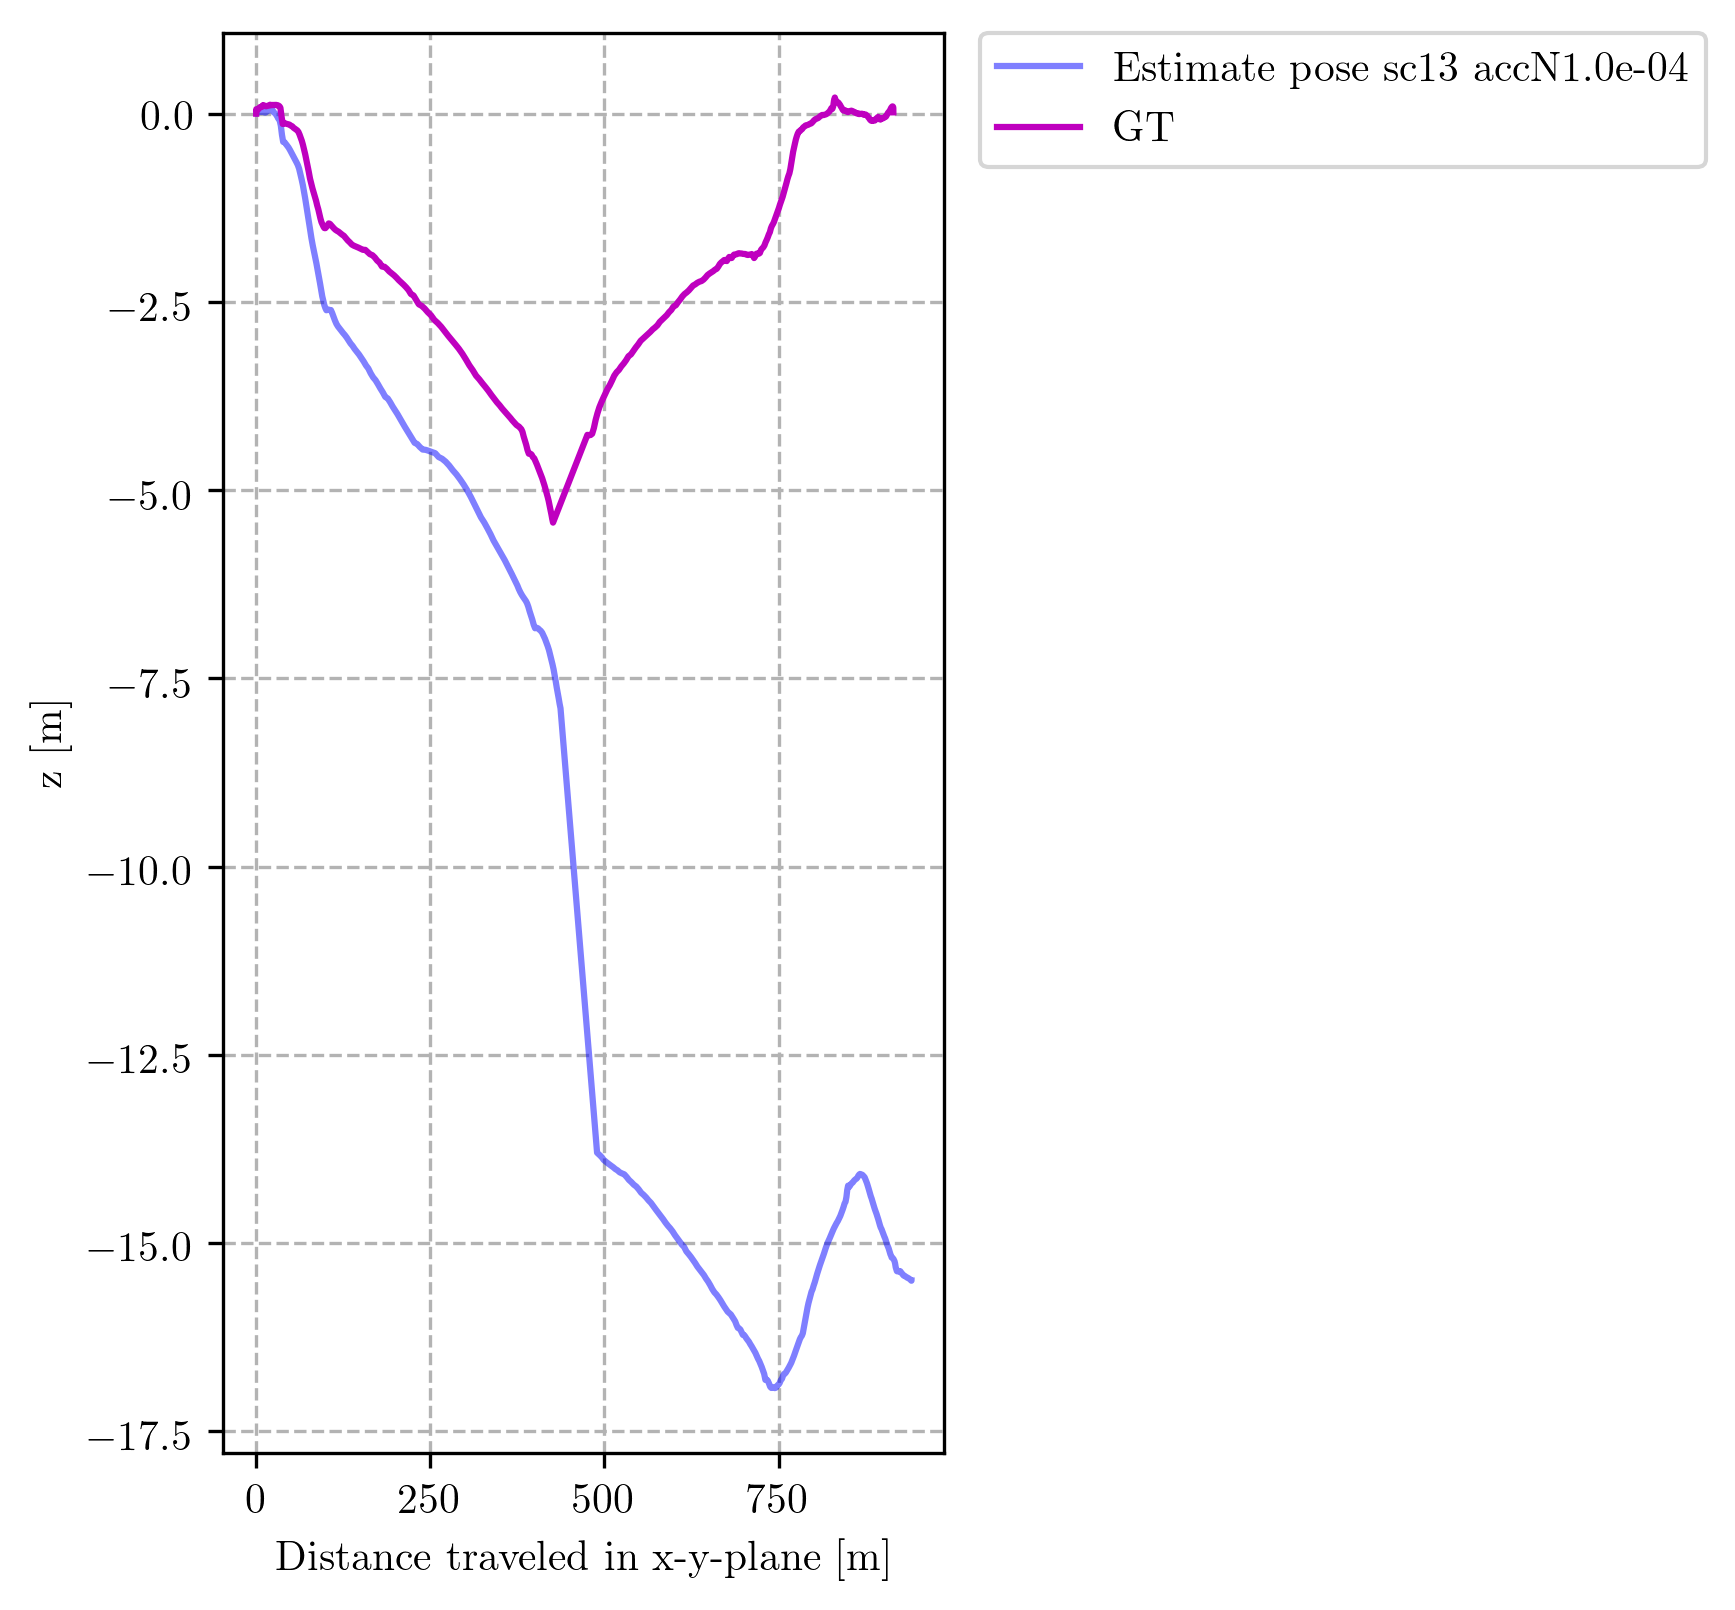 Estimate pose sc13 accN1.0e-04
GT
0.0
−2.5
−5.0
−7.5
−10.0
−12.5
−15.0
−17.5
z [m]
0 250 500 750
Distance traveled in x-y-plane [m]